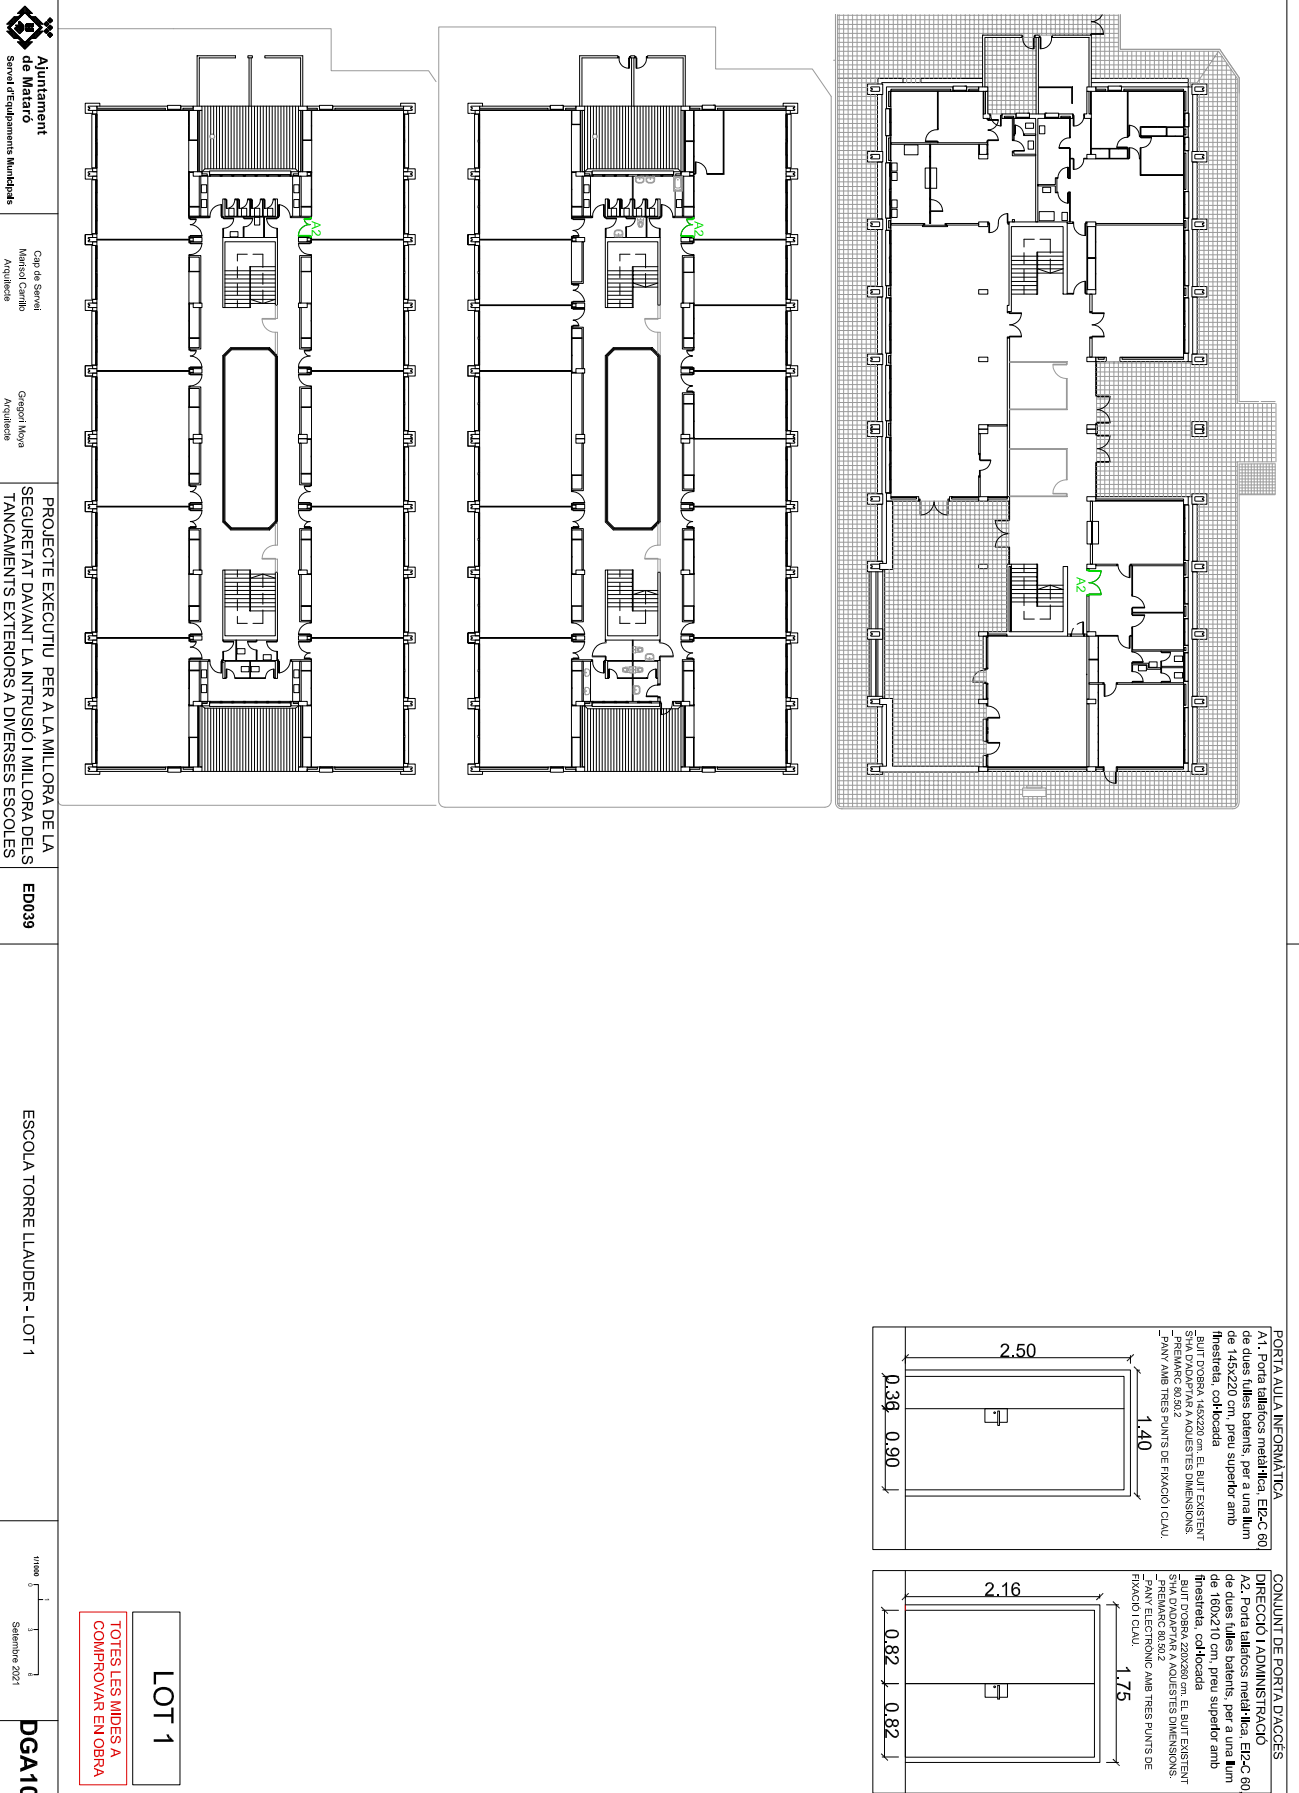 Ajuntament
de Mataró
Servei d'Equipaments Municipals
Cap de Servei
Marisol Carrillo
Arquitecte
Gregori Moya
Arquitecte
PROJECTE EXECUTIU PER A LA MILLORA DE LA
SEGURETAT DAVANT LA INTRUSIÓ I MILLORA DELS
TANCAMENTS EXTERIORS A DIVERSES ESCOLES
ED039
ESCOLA TORRE LLAUDER - LOT 1
1/1000
0 1 3 6
Setembre 2021
DGA10
A2
A2
A2
PORTA AULA INFORMÀTICA
A1. Porta tallafocs metàl·lica, EI2-C 60,
de dues fulles batents, per a una llum
de 145x220 cm, preu superior amb
finestreta, col·locada
_BUIT D'OBRA 145X220 cm. EL BUIT EXISTENT
S'HA D'ADAPTAR A AQUESTES DIMENSIONS.
_PREMARC 80.50.2
_PANY AMB TRES PUNTS DE FIXACIÓ I CLAU.
1.40
2.50
0.36
0.90
CONJUNT DE PORTA D'ACCÉS
DIRECCIÓ I ADMINISTRACIÓ
A2. Porta tallafocs metàl·lica, EI2-C 60,
de dues fulles batents, per a una llum
de 160x210 cm, preu superior amb
finestreta, col·locada
_BUIT D'OBRA 220X260 cm. EL BUIT EXISTENT
S'HA D'ADAPTAR A AQUESTES DIMENSIONS.
_PREMARC 80.50.2
_PANY ELECTRÒNIC AMB TRES PUNTS DE
FIXACIÓ I CLAU.
1.75
2.16
0.82
0.82
LOT 1
TOTES LES MIDES A
COMPROVAR EN OBRA